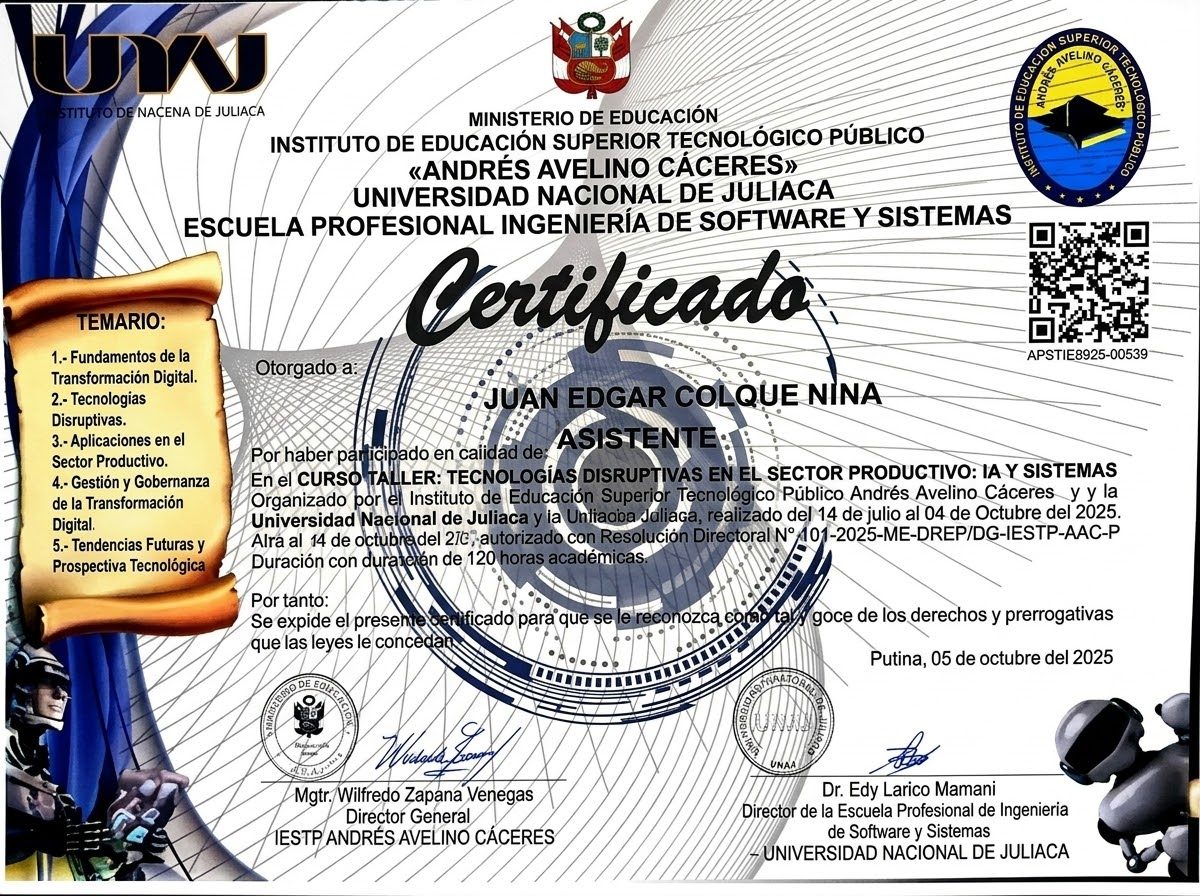 UNAJ
INSTITUTO DE NACENA DE JULIACA
INSTITUTO DE EDUCACIÓN SUPERIOR TECNOLÓGICO PÚBLICO
ANDRÉS AVELINO CÁCERES
MINISTERIO DE EDUCACIÓN
INSTITUTO DE EDUCACIÓN SUPERIOR TECNOLÓGICO PÚBLICO
«ANDRÉS AVELINO CÁCERES»
UNIVERSIDAD NACIONAL DE JULIACA
ESCUELA PROFESIONAL INGENIERÍA DE SOFTWARE Y SISTEMAS
Certificado
APSTIE8925-00539
TEMARIO:
1.- Fundamentos de la
Transformación Digital.
2.- Tecnologias
Disruptivas.
3.- Aplicaciones en el
Sector Productivo.
4.- Gestión y Gobernanza
de la Transformación
Digital.
5.- Tendencias Futuras y
Prospectiva Tecnológica
Otorgado a:
JUAN EDGAR COLQUE NINA
Por haber participado en calidad de: ASISTENTE
En el CURSO TALLER: TECNOLOGÍAS DISRUPTIVAS EN EL SECTOR PRODUCTIVO: IA Y SISTEMAS
Organizado por el Instituto de Educación Superior Tecnológico Público Andrés Avelino Cáceres y y la
Universidad Nacional de Juliaca y la Juliaca, realizado del 14 de julio al 04 de Octubre del 2025.
Alrá al 14 de octubre del autorizado con Resolución Directoral N° 101-2025-ME-DREP/DG-IESTP-AAC-P
Duración con duración de 120 horas académicas.
Por tanto:
Se expide el presente certificado para que se le reconozca como tal y goce de los derechos y prerrogativas
que las leyes le concedan
Putina, 05 de octubre del 2025
UNAA
Mgtr. Wilfredo Zapana Venegas
Director General
IESTP ANDRÉS AVELINO CÁCERES
Dr. Edy Larico Mamani
Director de la Escuela Profesional de Ingeniería
de Software y Sistemas
– UNIVERSIDAD NACIONAL DE JULIACA